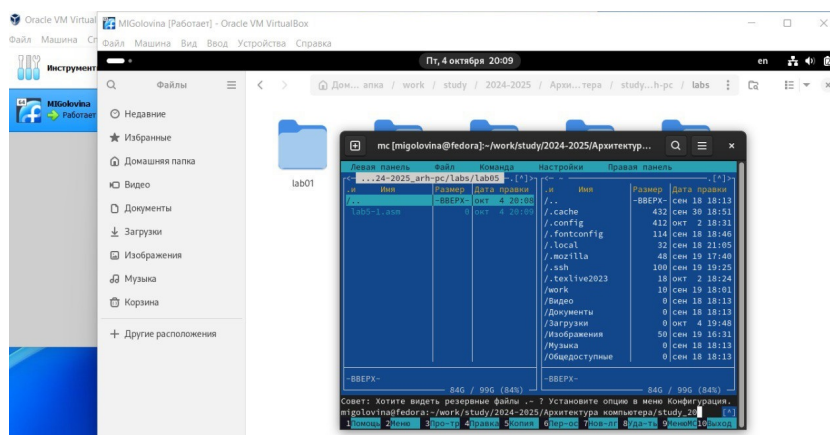 Oracle VM Virtual
Файл Машина Сп
Инструмент
MIGolovina
Работает
MIGolovina [Работает] - Oracle VM VirtualBox
Файл Машина Вид Ввод Устройства Справка
Пт, 4 октября 20:09
en
Файлы
Дом... апка / work / study / 2024-2025 / Архи...тера / study...h-pc / labs
Недавние
Избранные
Домашняя папка
Видео
Документы
Загрузки
Изображения
Музыка
Корзина
+ Другие расположения
lab01
mc [migolovina@fedora]:~/work/study/2024-2025/Архитектур...
Левая панель Файл Команда Настройки Правая панель
<- ...24-2025_arh-pc/labs/lab05 -.[^]> <- ~ .[^]>
.и Имя Размер Дата правки .и Имя Размер Дата правки
/.. -ВВЕРХ- окт 4 20:08 /.. -ВВЕРХ- сен 18 18:13
lab5-1.asm 0 окт 4 20:09 /.cache 432 сен 30 18:51
/.config 412 окт 2 18:31
/.fontconfig 114 сен 18 18:46
/.local 32 сен 18 21:05
/.mozilla 48 сен 19 17:40
/.ssh 100 сен 19 19:25
/.texlive2023 18 окт 2 18:24
/work 10 сен 19 18:01
/Видео 0 сен 18 18:13
/Документы 0 сен 18 18:13
/Загрузки 0 окт 4 19:48
/Изображения 50 сен 19 16:31
/Музыка 0 сен 18 18:13
/Общедоступные 0 сен 18 18:13
-ВВЕРХ- -ВВЕРХ-
84G / 99G (84%) 84G / 99G (84%)
Совет: Хотите видеть резервные файлы .~ ? Установите опцию в меню Конфигурация.
migolovina@fedora:~/work/study/2024-2025/Архитектура компьютера/study_20 [^]
1Помощь 2Меню 3Про-тр 4Правка 5Копия 6Пер-ос 7Нов-лг 8Уда-ть 9МенюMC 10Выход